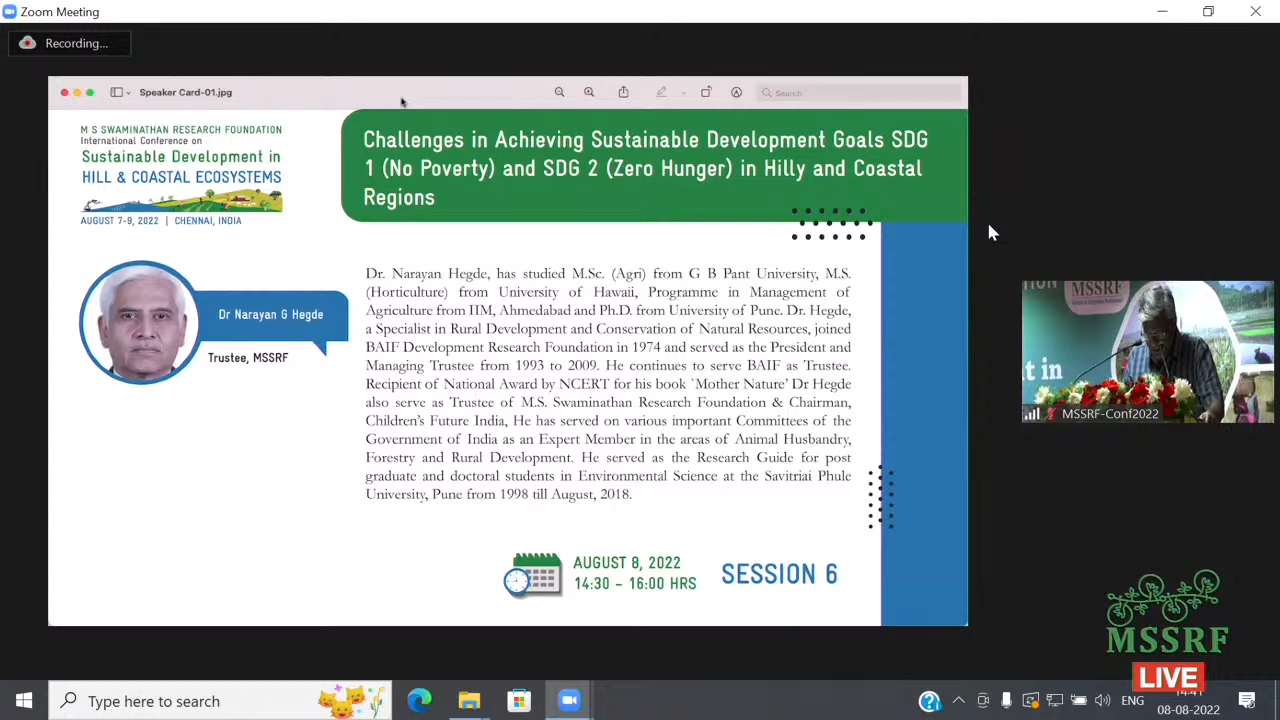 Zoom Meeting
Recording...
Speaker Card-01.jpg
Search
M S SWAMINATHAN RESEARCH FOUNDATION
International Conference on
Sustainable Development in
HILL & COASTAL ECOSYSTEMS
AUGUST 7-9, 2022 | CHENNAI, INDIA
Challenges in Achieving Sustainable Development Goals SDG
1 (No Poverty) and SDG 2 (Zero Hunger) in Hilly and Coastal
Regions
Dr Narayan G Hegde
Trustee, MSSRF
Dr. Narayan Hegde, has studied M.Sc. (Agri) from G B Pant University, M.S.
(Horticulture) from University of Hawaii, Programme in Management of
Agriculture from IIM, Ahmedabad and Ph.D. from University of Pune. Dr. Hegde,
a Specialist in Rural Development and Conservation of Natural Resources, joined
BAIF Development Research Foundation in 1974 and served as the President and
Managing Trustee from 1993 to 2009. He continues to serve BAIF as Trustee.
Recipient of National Award by NCERT for his book `Mother Nature' Dr Hegde
also serve as Trustee of M.S. Swaminathan Research Foundation & Chairman,
Children's Future India, He has served on various important Committees of the
Government of India as an Expert Member in the areas of Animal Husbandry,
Forestry and Rural Development. He served as the Research Guide for post
graduate and doctoral students in Environmental Science at the Savitriai Phule
University, Pune from 1998 till August, 2018.
AUGUST 8, 2022
14:30 – 16:00 HRS
SESSION 6
MSSRF
t in
MSSRF-Conf2022
MSSRF
LIVE
Type here to search
ENG
14:41
08-08-2022